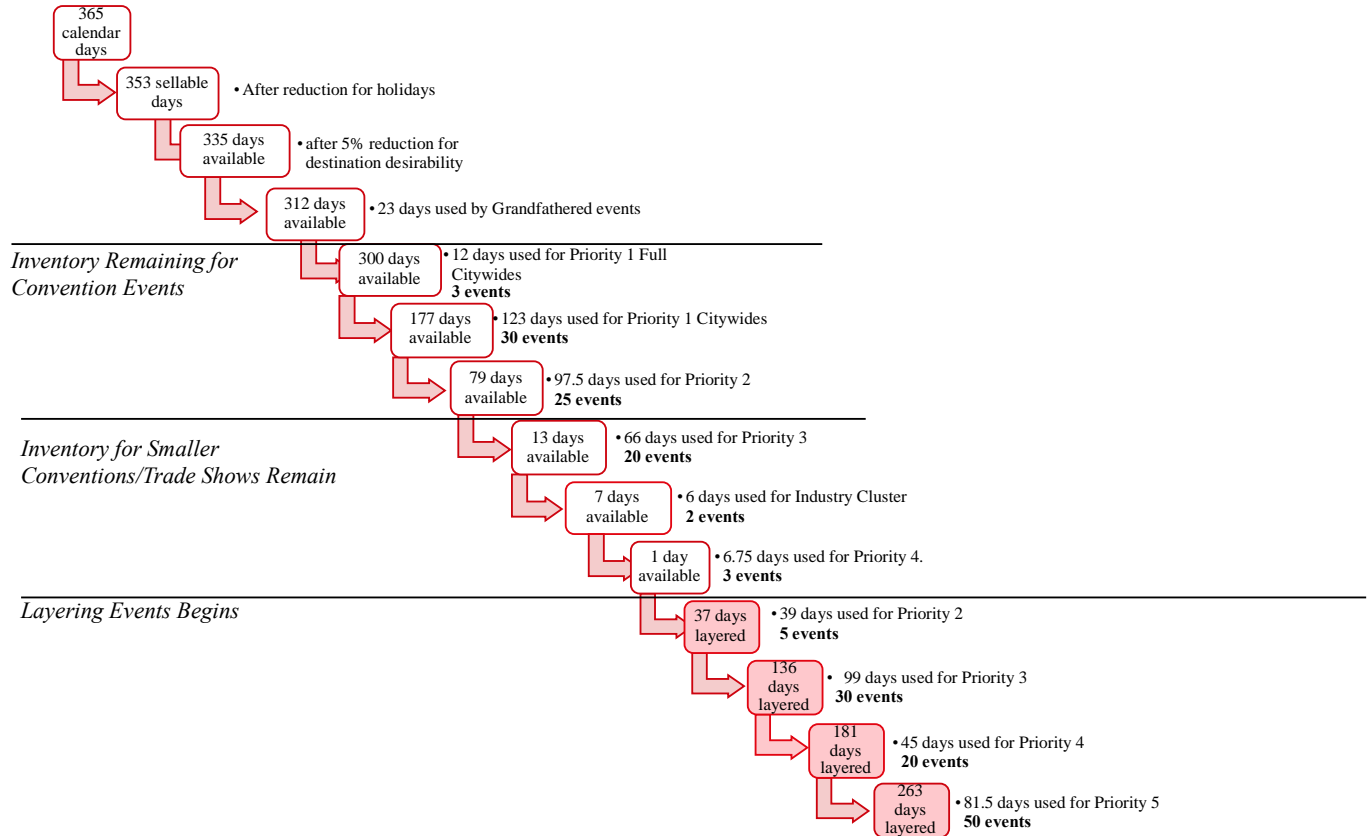 365
calendar
days
353 sellable
days
• After reduction for holidays
335 days
available
• after 5% reduction for
destination desirability
312 days
available
• 23 days used by Grandfathered events
Inventory Remaining for
Convention Events
300 days
available
• 12 days used for Priority 1 Full
Citywides
3 events
177 days
available
• 123 days used for Priority 1 Citywides
30 events
79 days
available
• 97.5 days used for Priority 2
25 events
Inventory for Smaller
Conventions/Trade Shows Remain
13 days
available
• 66 days used for Priority 3
20 events
7 days
available
• 6 days used for Industry Cluster
2 events
1 day
available
• 6.75 days used for Priority 4.
3 events
Layering Events Begins
37 days
layered
• 39 days used for Priority 2
5 events
136
days
layered
• 99 days used for Priority 3
30 events
181
days
layered
• 45 days used for Priority 4
20 events
263
days
layered
• 81.5 days used for Priority 5
50 events